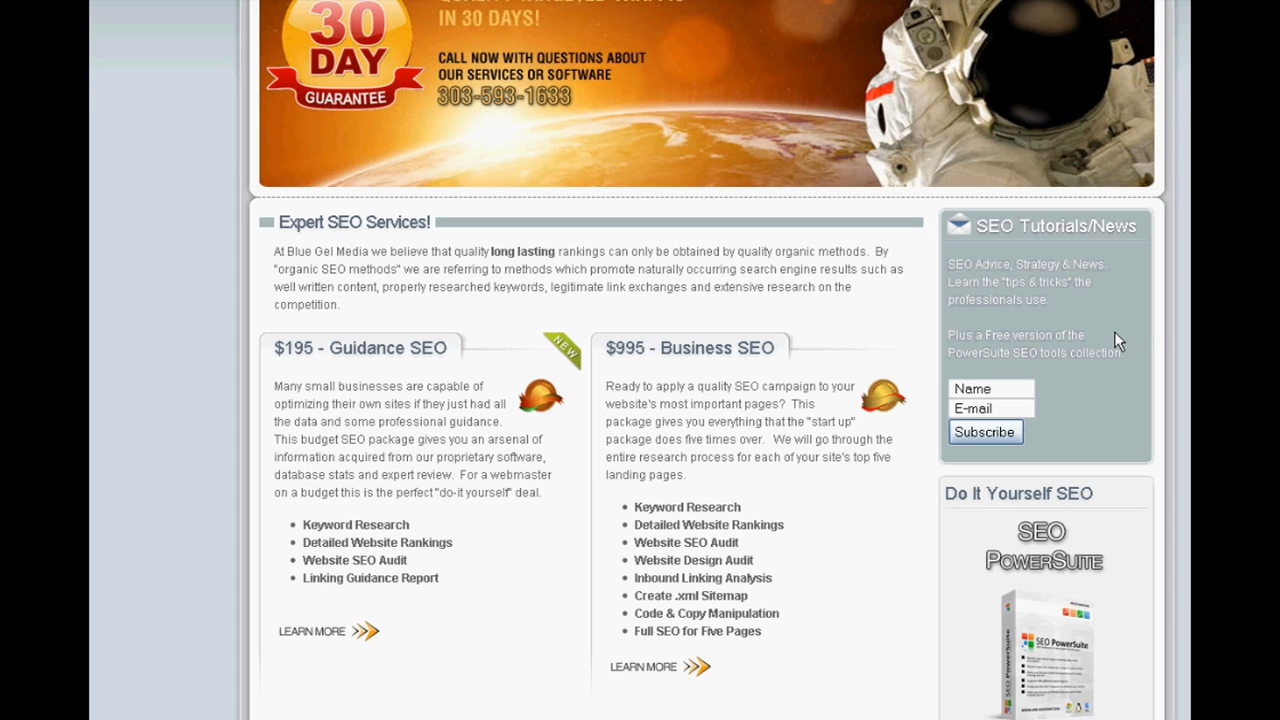 IN 30 DAYS!
30
DAY
GUARANTEE
CALL NOW WITH QUESTIONS ABOUT
OUR SERVICES OR SOFTWARE
303-593-1633
Expert SEO Services!
At Blue Gel Media we believe that quality long lasting rankings can only be obtained by quality organic methods. By
"organic SEO methods" we are referring to methods which promote naturally occurring search engine results such as
well written content, properly researched keywords, legitimate link exchanges and extensive research on the
competition.
$195 - Guidance SEO
NEW
Many small businesses are capable of
optimizing their own sites if they just had all
the data and some professional guidance.
This budget SEO package gives you an arsenal of
information acquired from our proprietary software,
database stats and expert review. For a webmaster
on a budget this is the perfect "do-it yourself" deal.
Keyword Research
Detailed Website Rankings
Website SEO Audit
Linking Guidance Report
LEARN MORE
$995 - Business SEO
Ready to apply a quality SEO campaign to your
website's most important pages? This
package gives you everything that the "start up"
package does five times over. We will go through the
entire research process for each of your site's top five
landing pages.
Keyword Research
Detailed Website Rankings
Website SEO Audit
Website Design Audit
Inbound Linking Analysis
Create .xml Sitemap
Code & Copy Manipulation
Full SEO for Five Pages
LEARN MORE
SEO Tutorials/News
SEO Advice, Strategy & News.
Learn the "tips & tricks" the
professionals use.
Plus a Free version of the
PowerSuite SEO tools collection.
Name
E-mail
Subscribe
Do It Yourself SEO
SEO
POWERSUITE
SEO PowerSuite
SEO PowerSuite